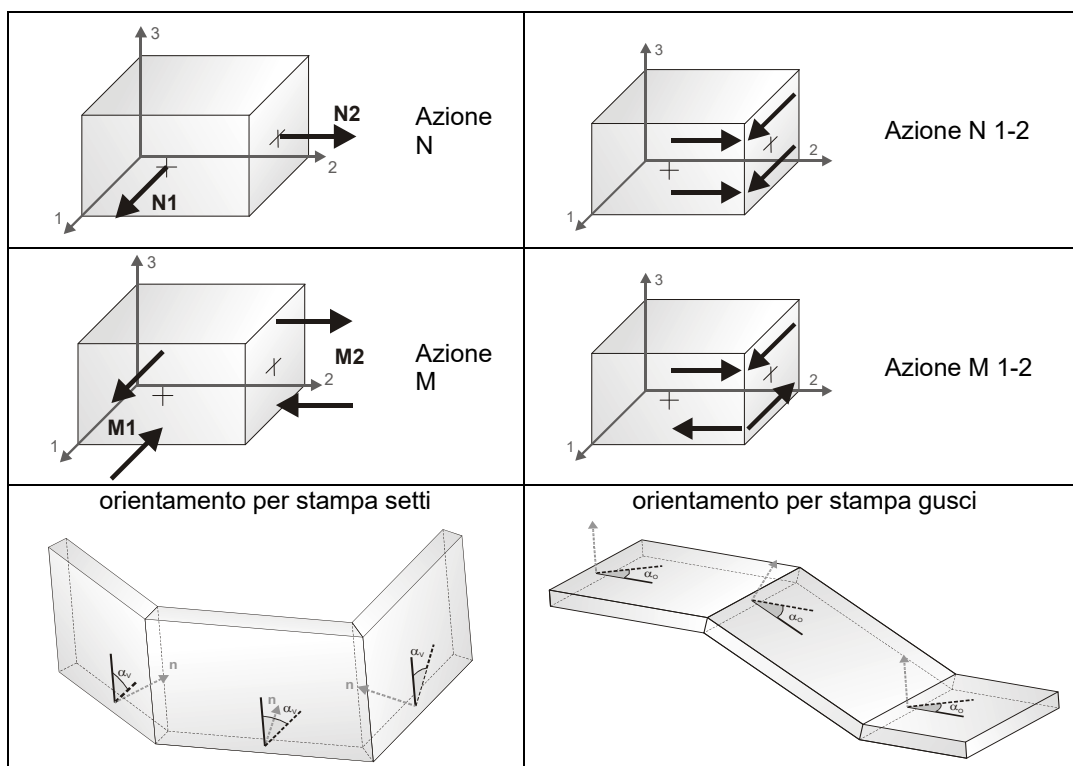 3
N2
Azione
N
2
N1
1
3
Azione N 1-2
2
1
3
M2
Azione
M
2
M1
1
3
Azione M 1-2
2
1
orientamento per stampa setti
αv
n
n
αv
n
αv
orientamento per stampa gusci
αo
αo
αo